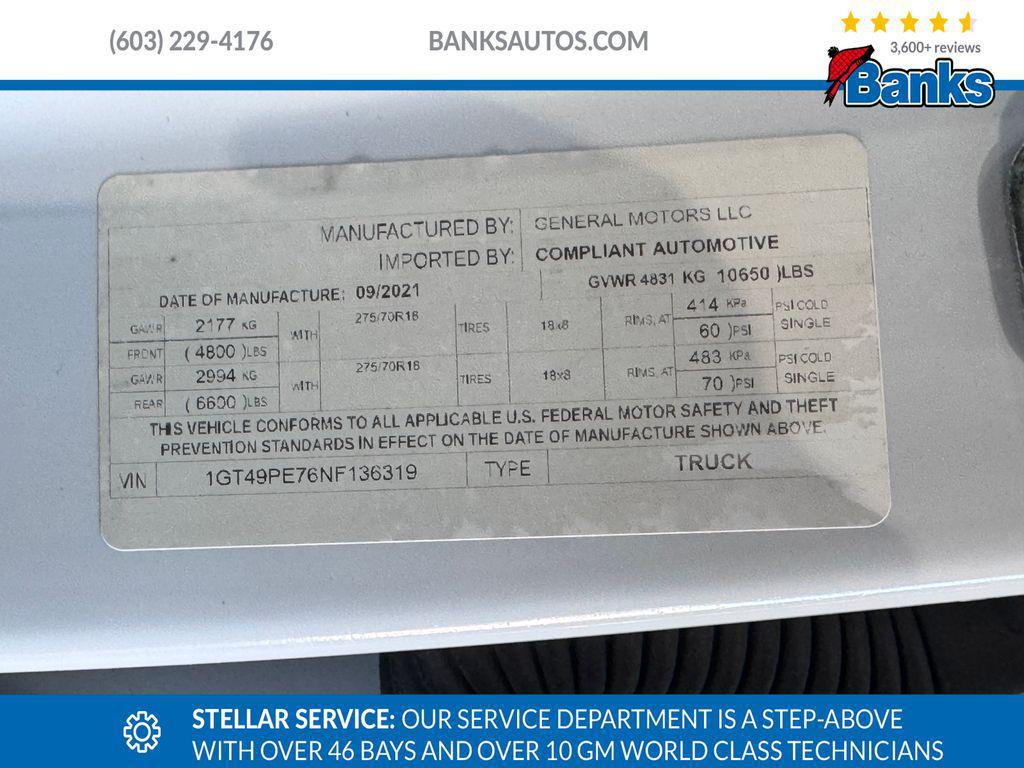 (603) 229-4176 BANKSAUTOS.COM
3,600+ reviews
Banks
MANUFACTURED BY: GENERAL MOTORS LLC
IMPORTED BY: COMPLIANT AUTOMOTIVE
DATE OF MANUFACTURE: 09/2021 GVWR 4831 KG 10650 )LBS
GAWR 2177 KG WITH 275/70R18 TIRES 18x8 RIMS, AT 414 KPa PSI COLD
FRONT ( 4800 )LBS 60 )PSI SINGLE
GAWR 2994 KG WITH 275/70R18 TIRES 18x8 RIMS, AT 483 KPa PSI COLD
REAR ( 6600 )LBS 70 )PSI SINGLE
THIS VEHICLE CONFORMS TO ALL APPLICABLE U.S. FEDERAL MOTOR SAFETY AND THEFT
PREVENTION STANDARDS IN EFFECT ON THE DATE OF MANUFACTURE SHOWN ABOVE.
VIN 1GT49PE76NF136319 TYPE TRUCK
STELLAR SERVICE: OUR SERVICE DEPARTMENT IS A STEP-ABOVE
WITH OVER 46 BAYS AND OVER 10 GM WORLD CLASS TECHNICIANS